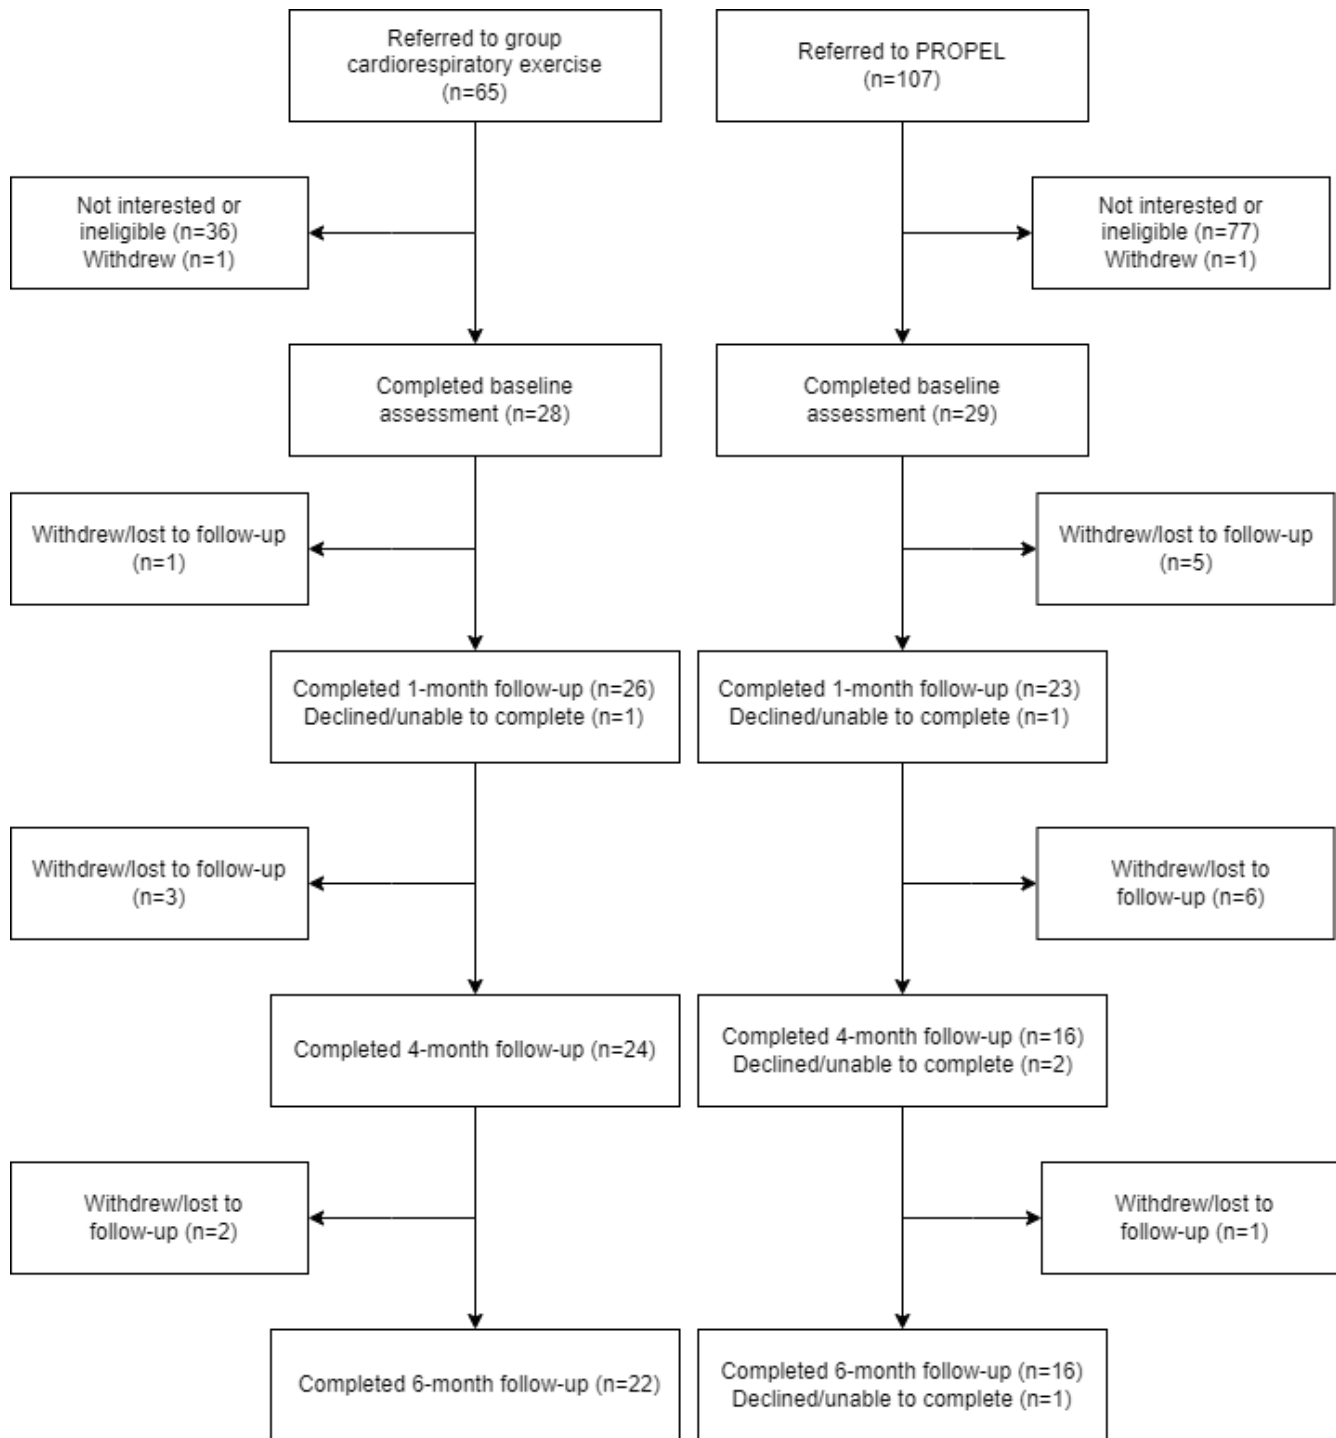 Referred to group
cardiorespiratory exercise
(n=65)
Referred to PROPEL
(n=107)
Not interested or
ineligible (n=36)
Withdrew (n=1)
Not interested or
ineligible (n=77)
Withdrew (n=1)
Completed baseline
assessment (n=28)
Completed baseline
assessment (n=29)
Withdrew/lost to follow-up
(n=1)
Withdrew/lost to follow-up
(n=5)
Completed 1-month follow-up (n=26)
Declined/unable to complete (n=1)
Completed 1-month follow-up (n=23)
Declined/unable to complete (n=1)
Withdrew/lost to follow-up
(n=3)
Withdrew/lost to
follow-up (n=6)
Completed 4-month follow-up (n=24)
Completed 4-month follow-up (n=16)
Declined/unable to complete (n=2)
Withdrew/lost to
follow-up (n=2)
Withdrew/lost to
follow-up (n=1)
Completed 6-month follow-up (n=22)
Completed 6-month follow-up (n=16)
Declined/unable to complete (n=1)